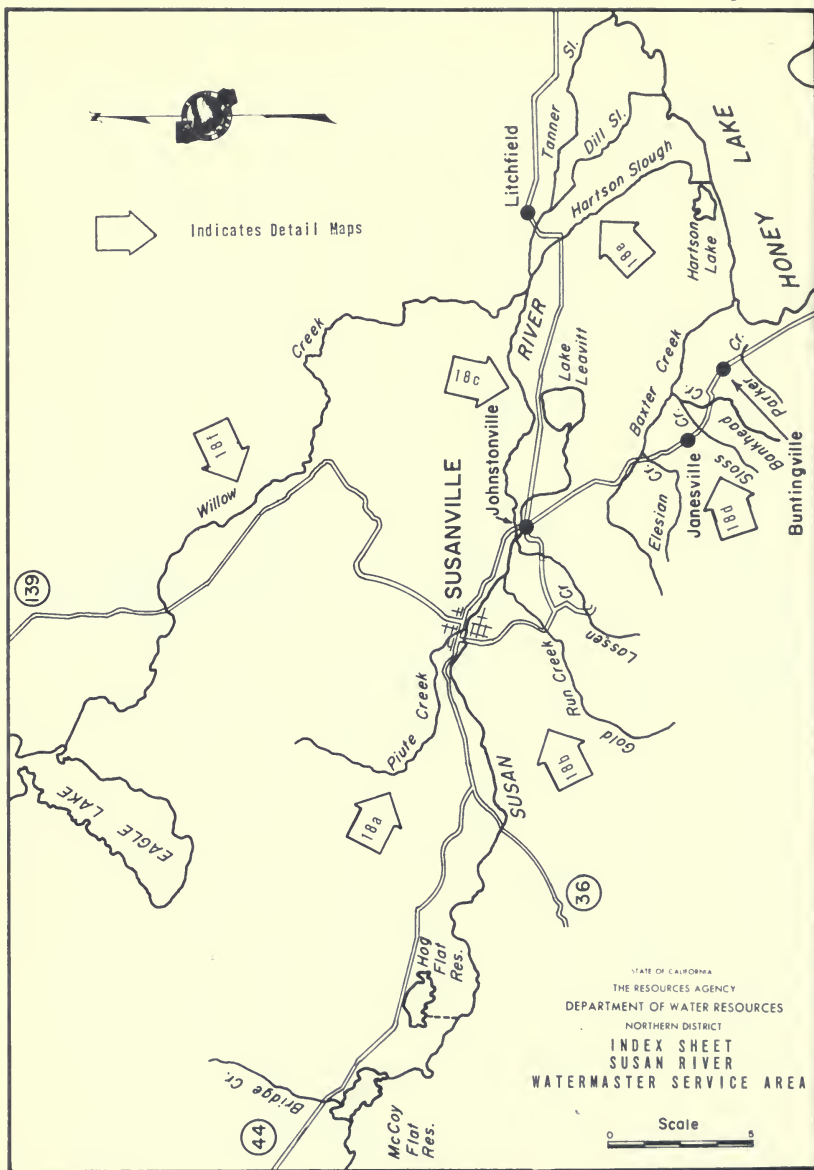 Indicates Detail Maps
Litchfield
Tanner Sl.
Dill Sl.
Hartson Slough
HONEY LAKE
Hartson Lake
18e
Creek
RIVER
18c
Lake
Leavitt
Baxter Creek
Cr.
Cr.
Parker
Cr.
Bankhead
Sloss
Cr.
Elesian
Janesville
18d
Buntingville
18f
Willow
Johnstonville
SUSANVILLE
139
Cr
Lassen
Run Creek
Gold
Piute Creek
18b
SUSAN
18a
EAGLE LAKE
36
Hog
Flat
Res.
Bridge Cr.
44
McCoy
Flat
Res.
STATE OF CALIFORNIA
THE RESOURCES AGENCY
DEPARTMENT OF WATER RESOURCES
NORTHERN DISTRICT
INDEX SHEET
SUSAN RIVER
WATERMASTER SERVICE AREA
Scale
0 5